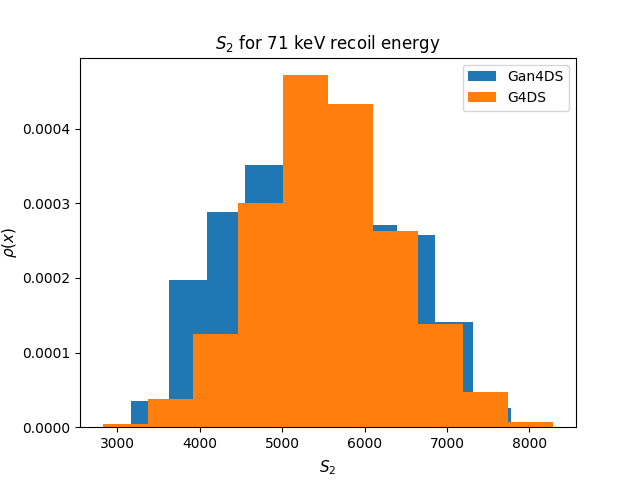 S₂ for 71 keV recoil energy
Gan4DS
G4DS
0.0004
0.0003
0.0002
0.0001
0.0000
ρ(x)
3000 4000 5000 6000 7000 8000
S₂